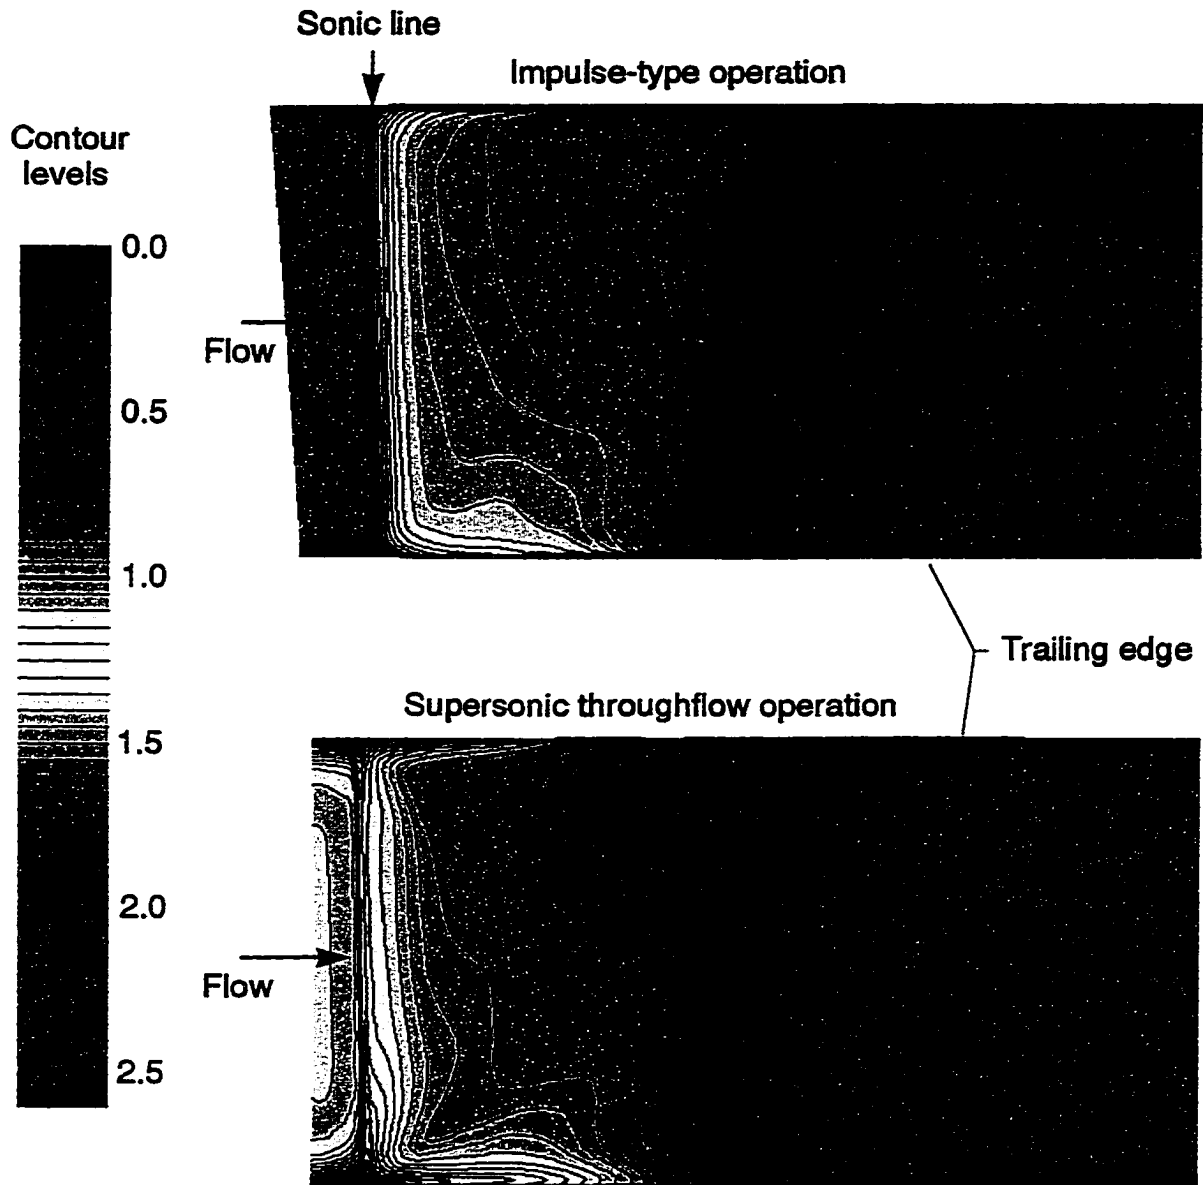 Sonic line
Impulse-type operation
Contour
levels
0.0
Flow
0.5
1.0
Trailing edge
Supersonic throughflow operation
1.5
2.0
Flow
2.5